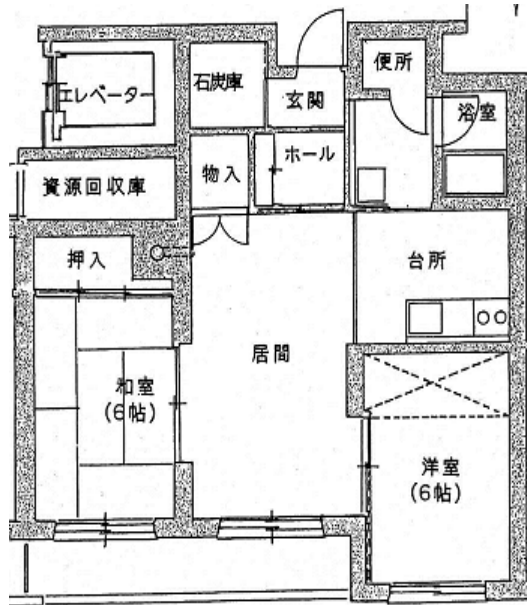 便所
エレベーター
石炭庫
玄関
浴室
ホール
物入
資源回収庫
押入
台所
居間
和室
(6帖)
洋室
(6帖)